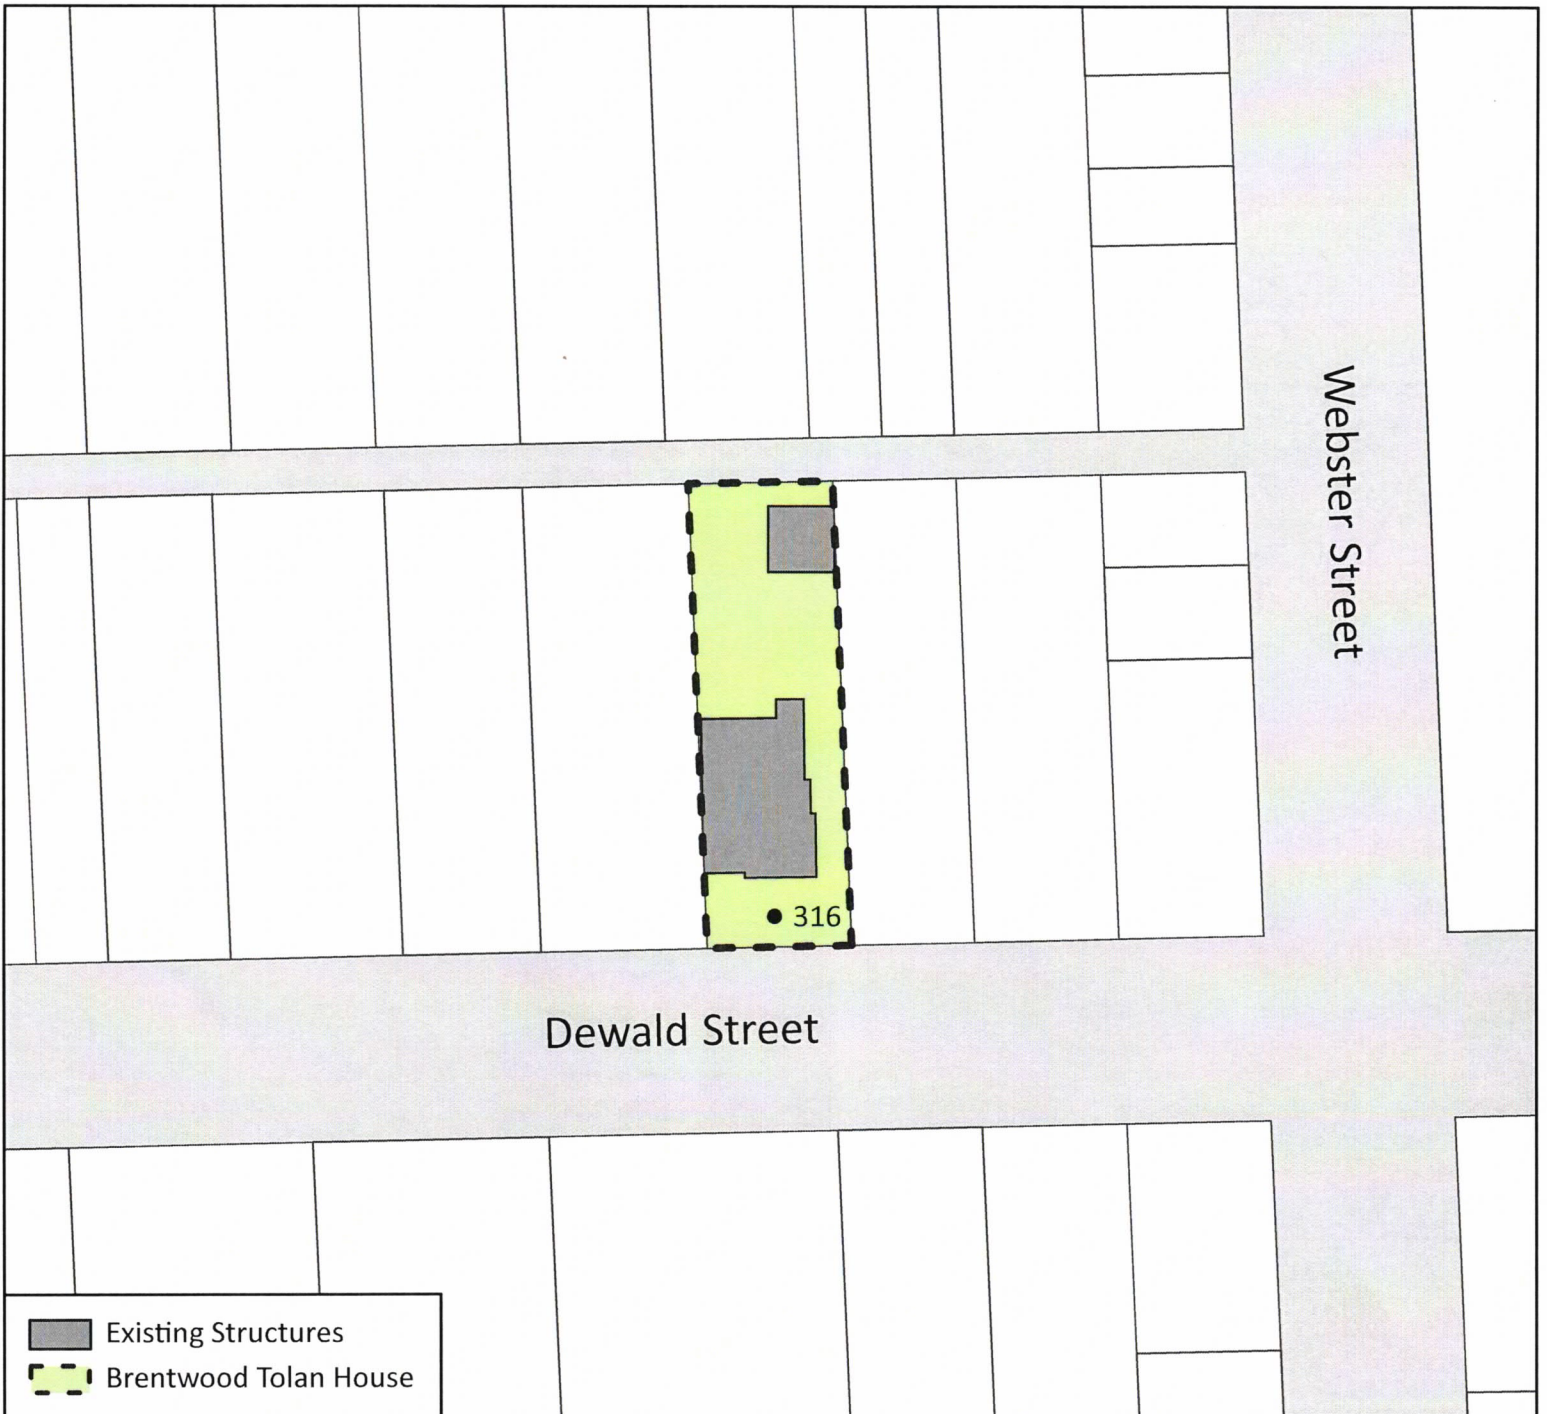 Webster Street
316
Dewald Street
Existing Structures
Brentwood Tolan House